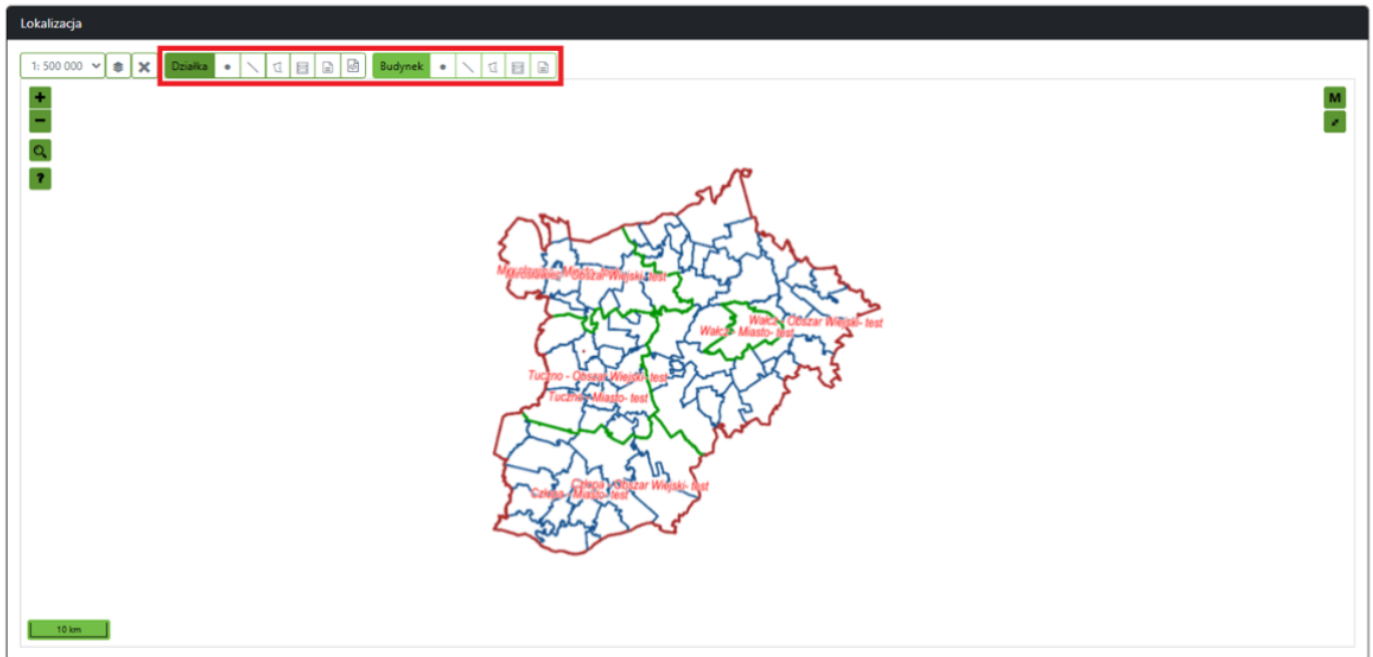 Lokalizacja
1: 500 000
Działka
Budynek
+
M
−
?
Obszar Wiejski- test
Wałcz - Obszar Wiejski- test
Wałcz - Miasto- test
Tuczno - Obszar Wiejski- test
Tuczno - Miasto- test
Człopa - Obszar Wiejski- test
Człopa - Miasto- test
10 km